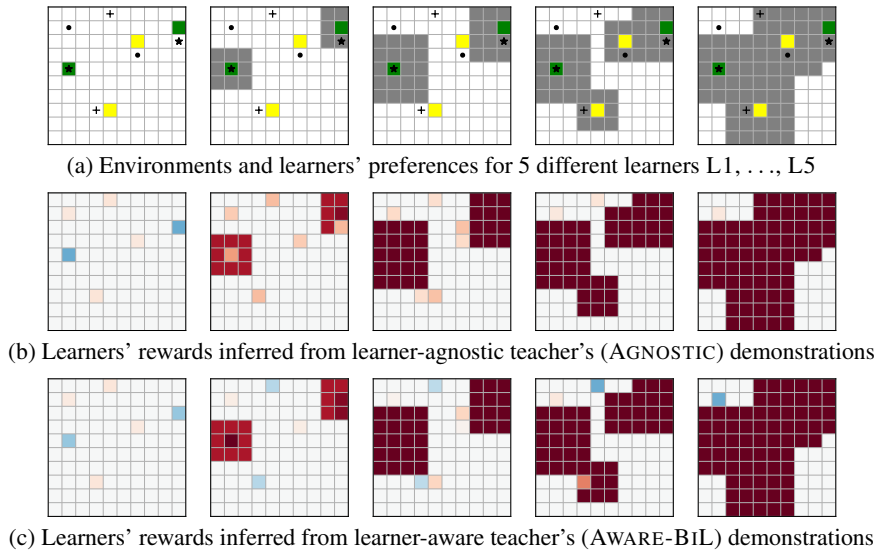 (a) Environments and learners' preferences for 5 different learners L1, . . ., L5
(b) Learners' rewards inferred from learner-agnostic teacher's (AGNOSTIC) demonstrations
(c) Learners' rewards inferred from learner-aware teacher's (AWARE-BIL) demonstrations